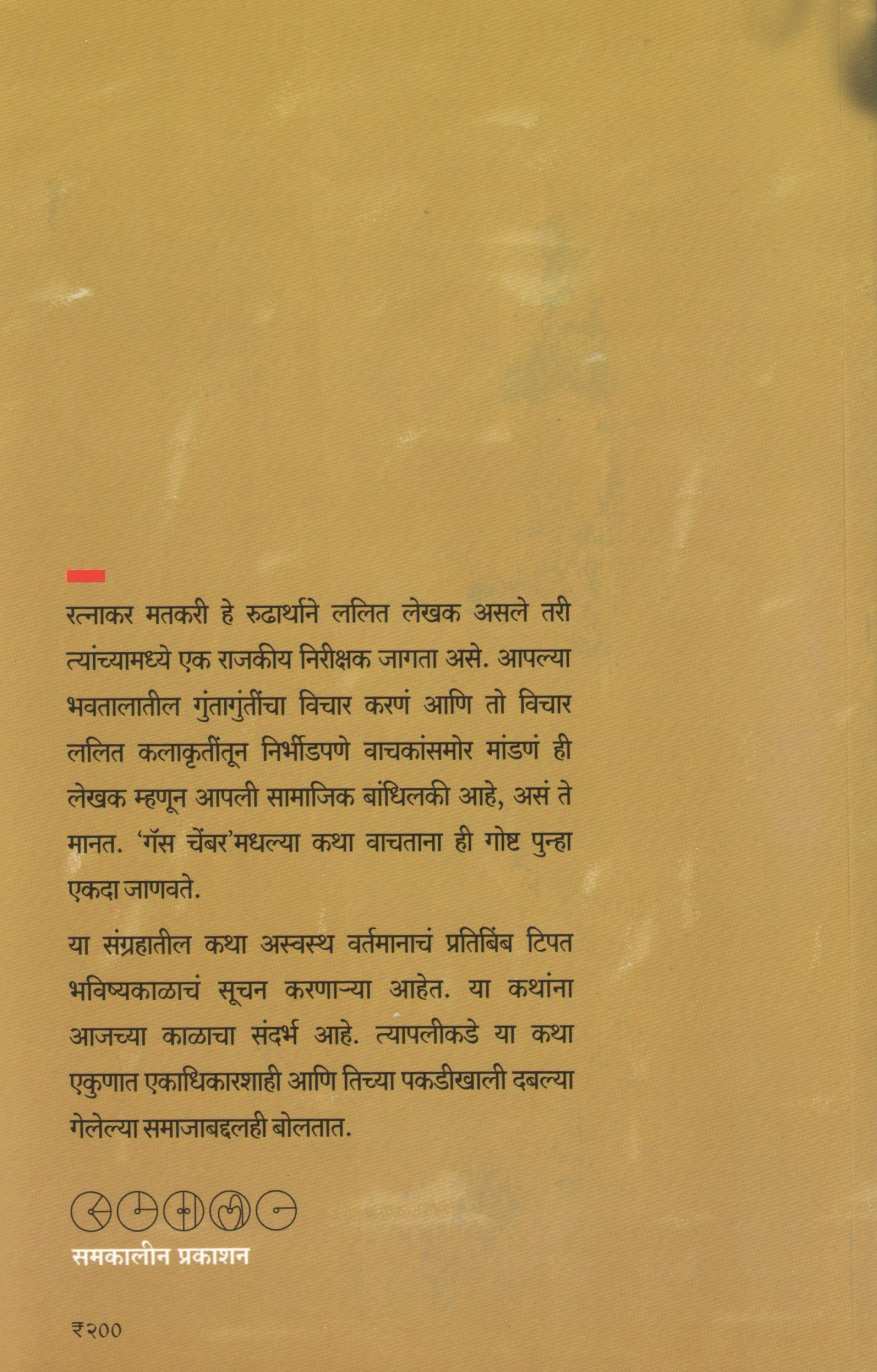 रत्नाकर मतकरी हे रुढार्थाने ललित लेखक असले तरी
त्यांच्यामध्ये एक राजकीय निरीक्षक जागता असे. आपल्या
भवतालातील गुंतागुंतींचा विचार करणं आणि तो विचार
ललित कलाकृतींतून निर्भीडपणे वाचकांसमोर मांडणं ही
लेखक म्हणून आपली सामाजिक बांधिलकी आहे, असं ते
मानत. ‘गॅस चेंबर’मधल्या कथा वाचताना ही गोष्ट पुन्हा
एकदा जाणवते.
या संग्रहातील कथा अस्वस्थ वर्तमानाचं प्रतिबिंब टिपत
भविष्यकाळाचं सूचन करणाऱ्या आहेत. या कथांना
आजच्या काळाचा संदर्भ आहे. त्यापलीकडे या कथा
एकुणात एकाधिकारशाही आणि तिच्या पकडीखाली दबल्या
गेलेल्या समाजाबद्दलही बोलतात.
समकालीन प्रकाशन
₹२००